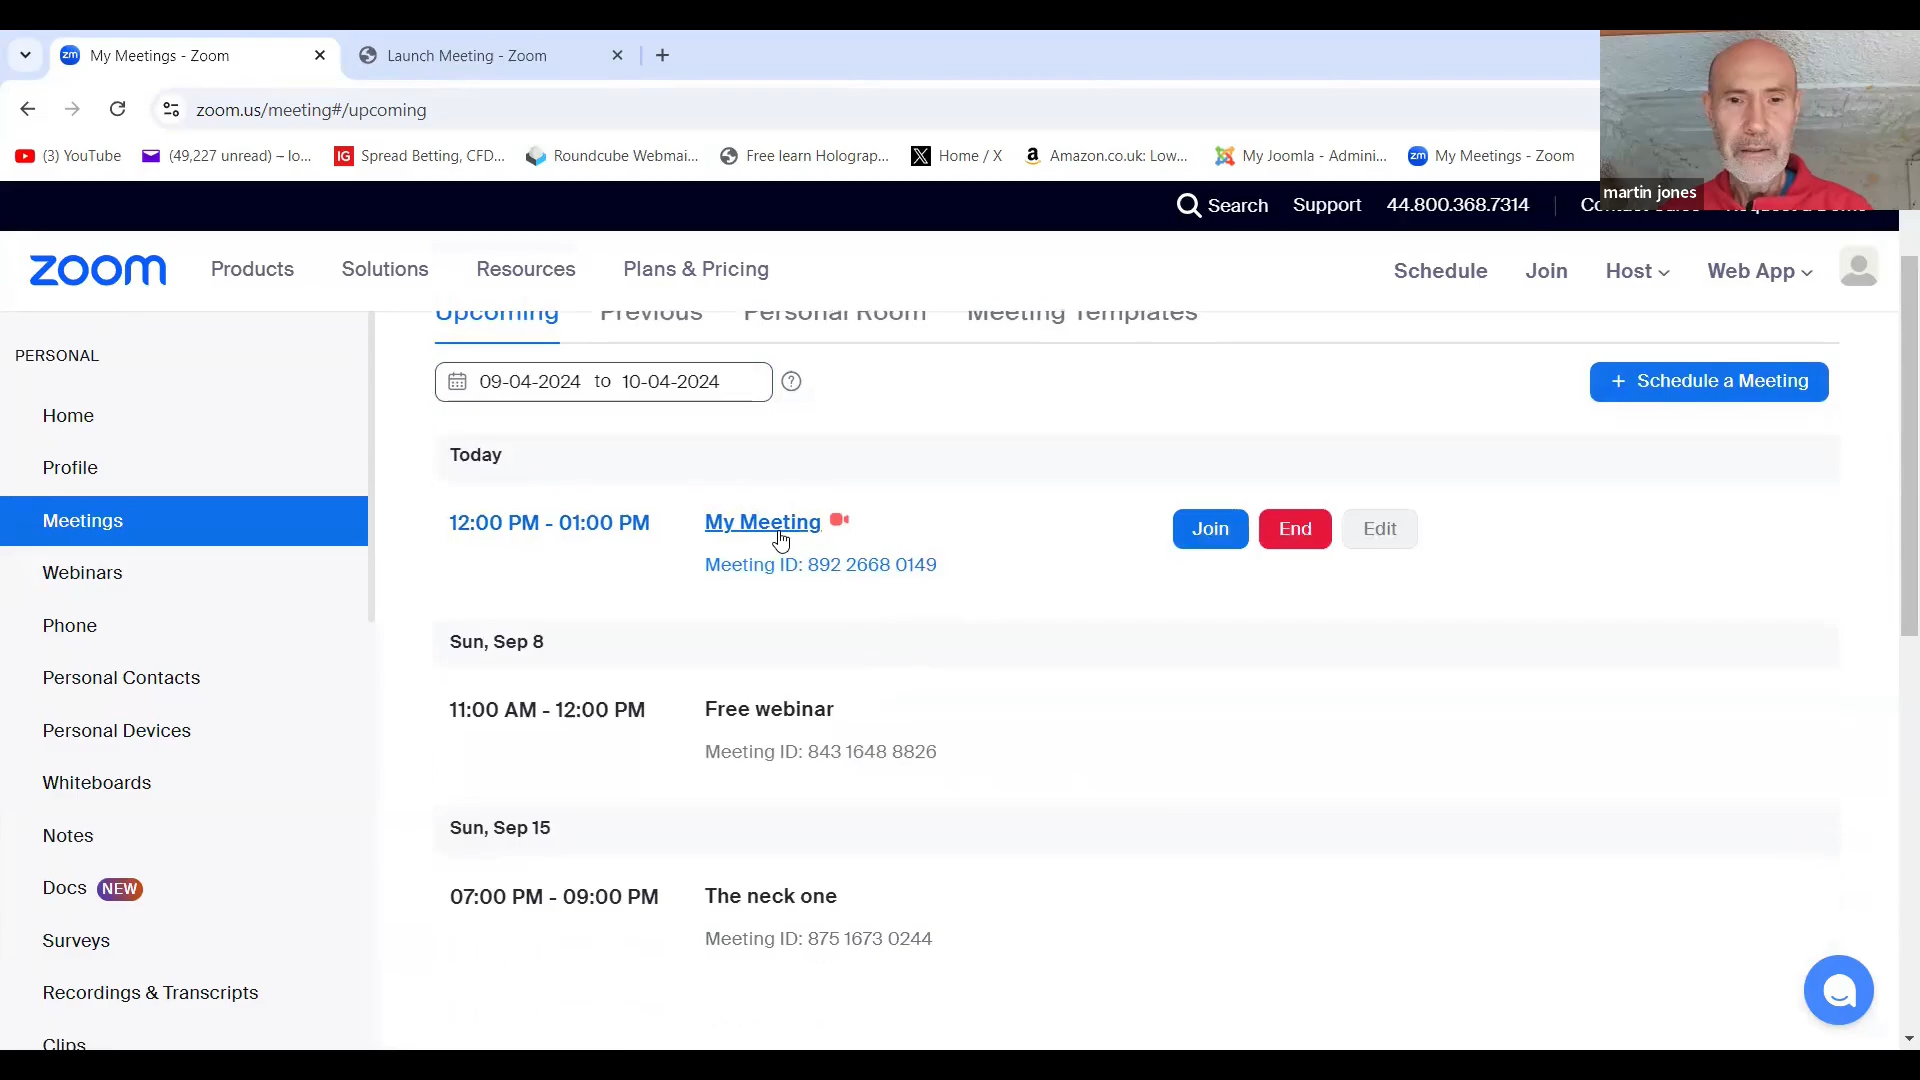 zm My Meetings - Zoom
Launch Meeting - Zoom
zoom.us/meeting#/upcoming
(3) YouTube
(49,227 unread) – lo...
IG Spread Betting, CFD...
Roundcube Webmai...
Free learn Holograp...
Home / X
a Amazon.co.uk: Low...
My Joomla - Admini...
zm My Meetings - Zoom
martin jones
Search
Support
44.800.368.7314
Contact Sales
Request a Demo
zoom
Products
Solutions
Resources
Plans & Pricing
Schedule
Join
Host
Web App
Upcoming
Previous
Personal Room
Meeting Templates
PERSONAL
Home
Profile
Meetings
Webinars
Phone
Personal Contacts
Personal Devices
Whiteboards
Notes
Docs NEW
Surveys
Recordings & Transcripts
Clips
09-04-2024 to 10-04-2024 ?
+ Schedule a Meeting
Today
12:00 PM - 01:00 PM
My Meeting
Meeting ID: 892 2668 0149
Join
End
Edit
Sun, Sep 8
11:00 AM - 12:00 PM
Free webinar
Meeting ID: 843 1648 8826
Sun, Sep 15
07:00 PM - 09:00 PM
The neck one
Meeting ID: 875 1673 0244